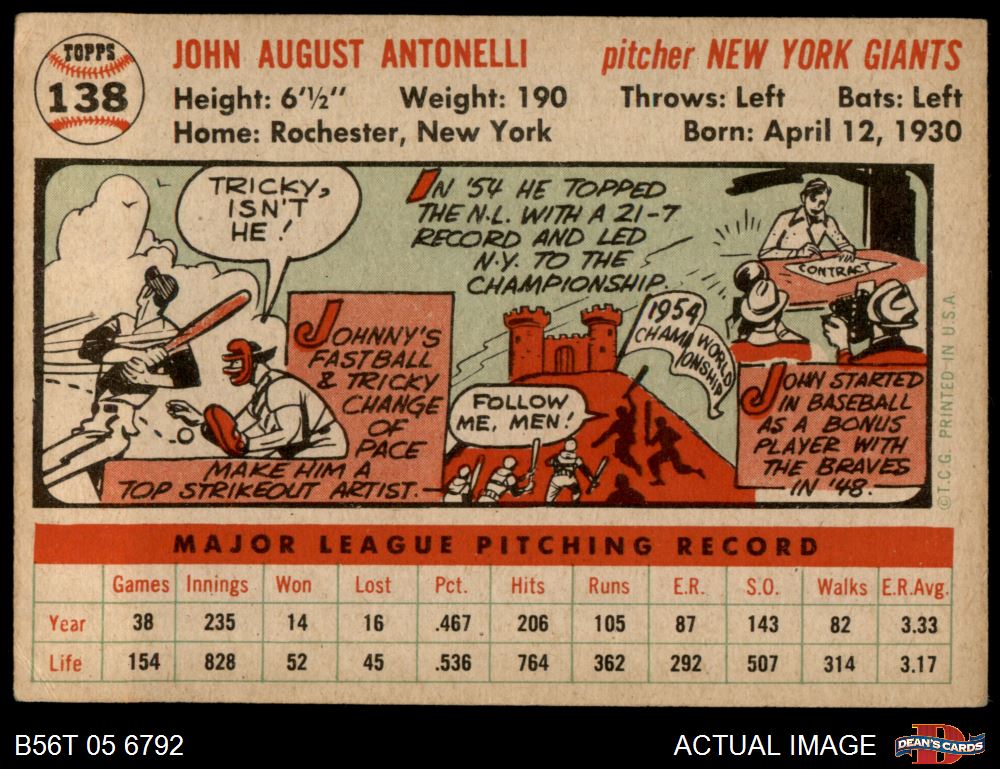 TOPPS
138
JOHN AUGUST ANTONELLI
pitcher NEW YORK GIANTS
Height: 6'½" Weight: 190 Throws: Left Bats: Left
Home: Rochester, New York Born: April 12, 1930
TRICKY,
ISN'T
HE!
JOHNNY'S
FASTBALL
& TRICKY
CHANGE
OF
PACE
MAKE HIM A
TOP STRIKEOUT ARTIST.
IN '54 HE TOPPED
THE N.L. WITH A 21-7
RECORD AND LED
N.Y. TO THE
CHAMPIONSHIP.
1954
WORLD
CHAMPIONSHIP
FOLLOW
ME, MEN!
CONTRACT
JOHN STARTED
IN BASEBALL
AS A BONUS
PLAYER WITH
THE BRAVES
IN '48.
©T.C.G. PRINTED IN U.S.A.
MAJOR LEAGUE PITCHING RECORD
Games Innings Won Lost Pct. Hits Runs E.R. S.O. Walks E.R.Avg.
Year 38 235 14 16 .467 206 105 87 143 82 3.33
Life 154 828 52 45 .536 764 362 292 507 314 3.17
B56T 05 6792
ACTUAL IMAGE
D
DEAN'S CARDS